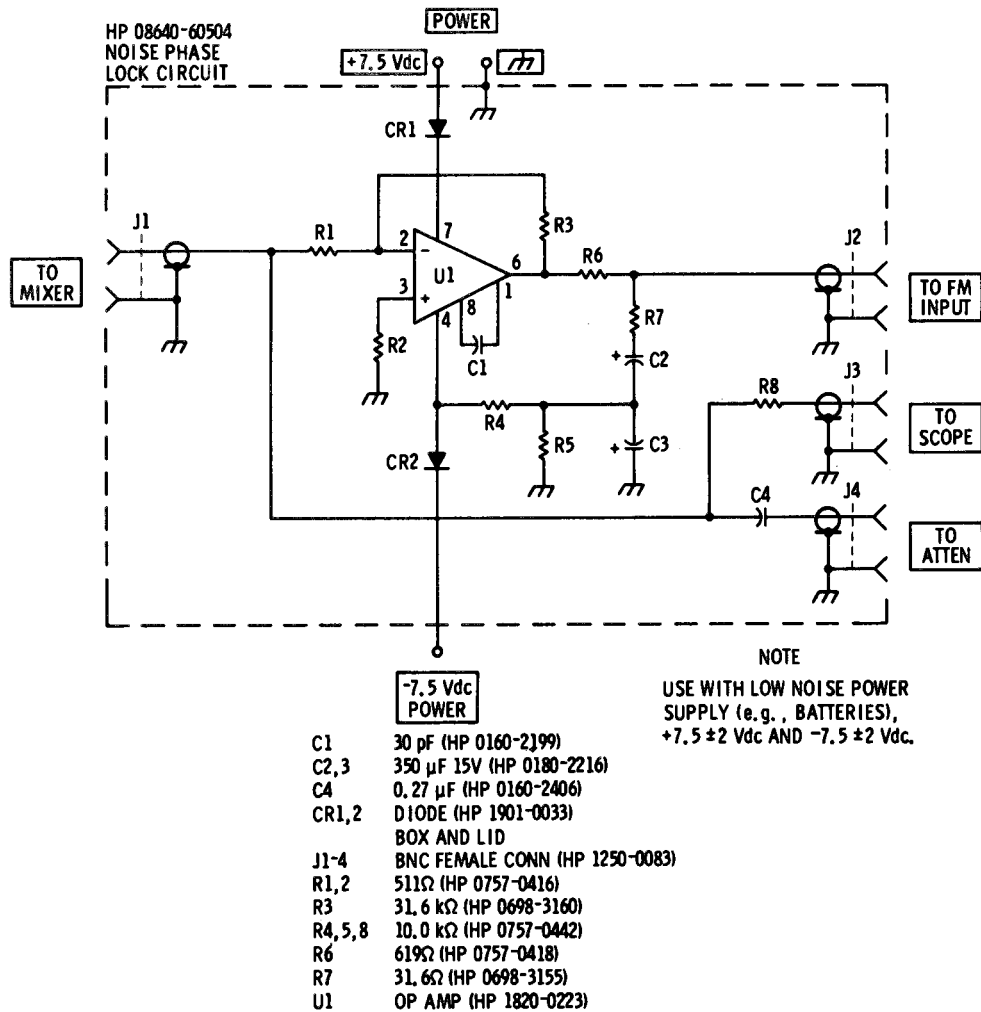 HP 08640-60504
NOISE PHASE
LOCK CIRCUIT
POWER
+7.5 Vdc
CR1
J1
R1
2
7
−
U1
3
+
4
8
1
6
R3
R6
J2
TO
MIXER
TO FM
INPUT
R2
C1
R7
+
C2
J3
R8
R4
TO
SCOPE
CR2
R5
+
C3
C4
J4
TO
ATTEN
-7.5 Vdc
POWER
NOTE
USE WITH LOW NOISE POWER
SUPPLY (e.g., BATTERIES),
+7.5 ±2 Vdc AND -7.5 ±2 Vdc.
C1 30 pF (HP 0160-2199)
C2,3 350 µF 15V (HP 0180-2216)
C4 0.27 µF (HP 0160-2406)
CR1,2 DIODE (HP 1901-0033)
BOX AND LID
J1-4 BNC FEMALE CONN (HP 1250-0083)
R1,2 511Ω (HP 0757-0416)
R3 31.6 kΩ (HP 0698-3160)
R4,5,8 10.0 kΩ (HP 0757-0442)
R6 619Ω (HP 0757-0418)
R7 31.6Ω (HP 0698-3155)
U1 OP AMP (HP 1820-0223)